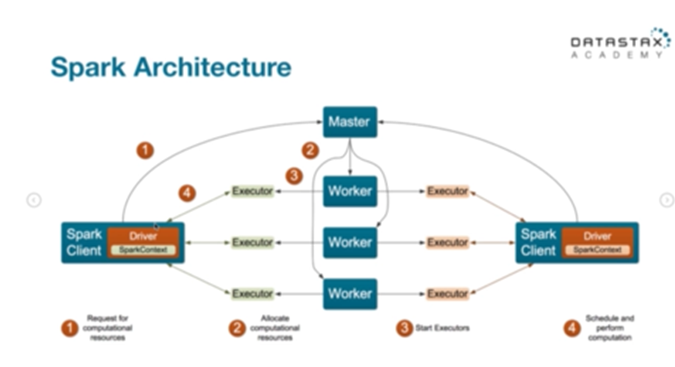 DATASTAX
ACADEMY
Spark Architecture
Master
1
2
3
4
Executor
Worker
Executor
Spark
Client
Driver
SparkContext
Executor
Worker
Executor
Spark
Client
Driver
SparkContext
Executor
Worker
Executor
1
Request for
computational
resources
2
Allocate
computational
resources
3
Start Executors
4
Schedule and
perform
computation